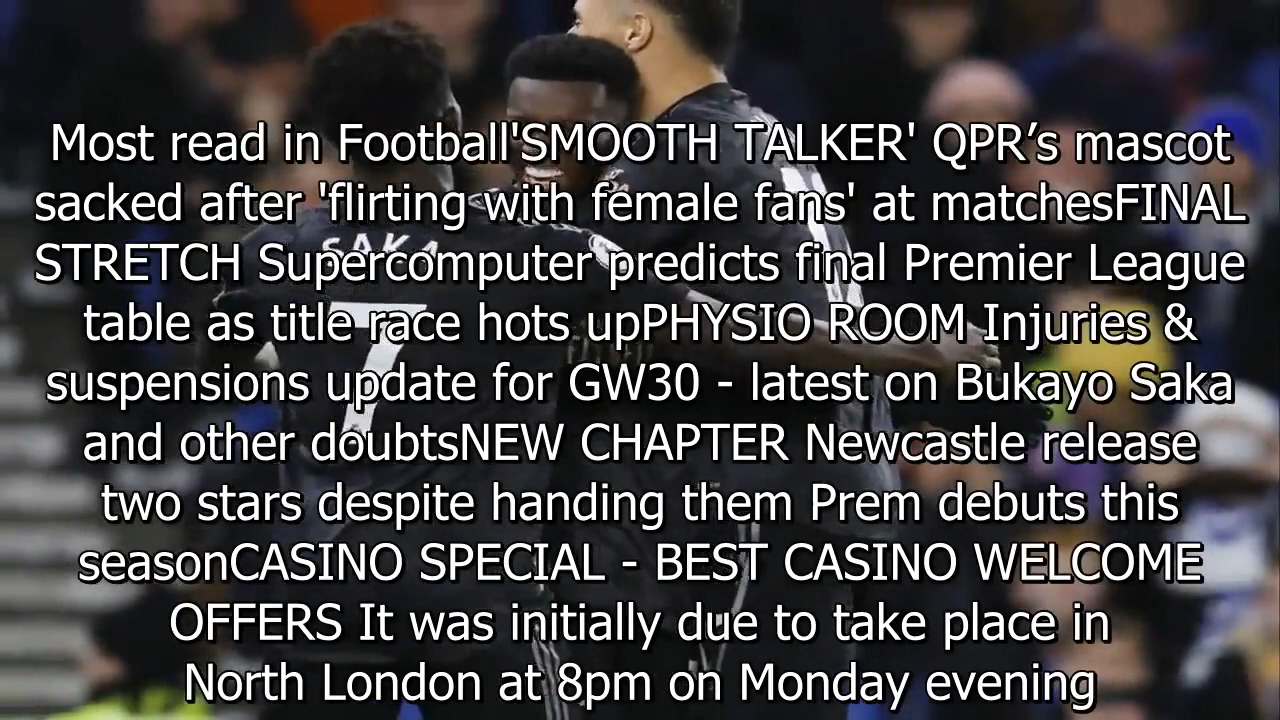 Most read in Football'SMOOTH TALKER' QPR’s mascot
sacked after 'flirting with female fans' at matchesFINAL
STRETCH Supercomputer predicts final Premier League
table as title race hots upPHYSIO ROOM Injuries &
suspensions update for GW30 - latest on Bukayo Saka
and other doubtsNEW CHAPTER Newcastle release
two stars despite handing them Prem debuts this
seasonCASINO SPECIAL - BEST CASINO WELCOME
OFFERS It was initially due to take place in
North London at 8pm on Monday evening
SAKA
7